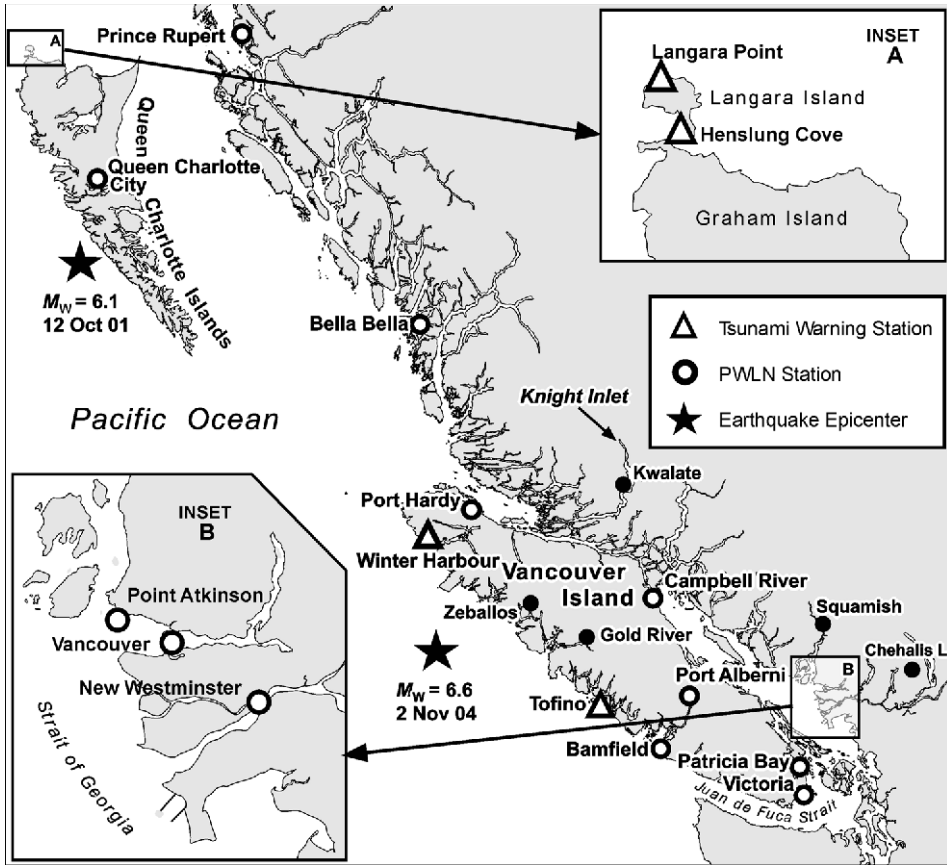 A
Prince Rupert
Queen Charlotte Islands
Queen Charlotte
City
Mw = 6.1
12 Oct 01
Bella Bella
Pacific Ocean
INSET
A
Langara Point
Langara Island
Henslung Cove
Graham Island
Tsunami Warning Station
PWLN Station
Earthquake Epicenter
Knight Inlet
Kwalate
Port Hardy
Winter Harbour
Vancouver
Island
Campbell River
Zeballos
Gold River
Squamish
Chehalis L
B
Mw = 6.6
2 Nov 04
Tofino
Port Alberni
Bamfield
Patricia Bay
Victoria
Juan de Fuca Strait
INSET
B
Point Atkinson
Vancouver
New Westminster
Strait of Georgia